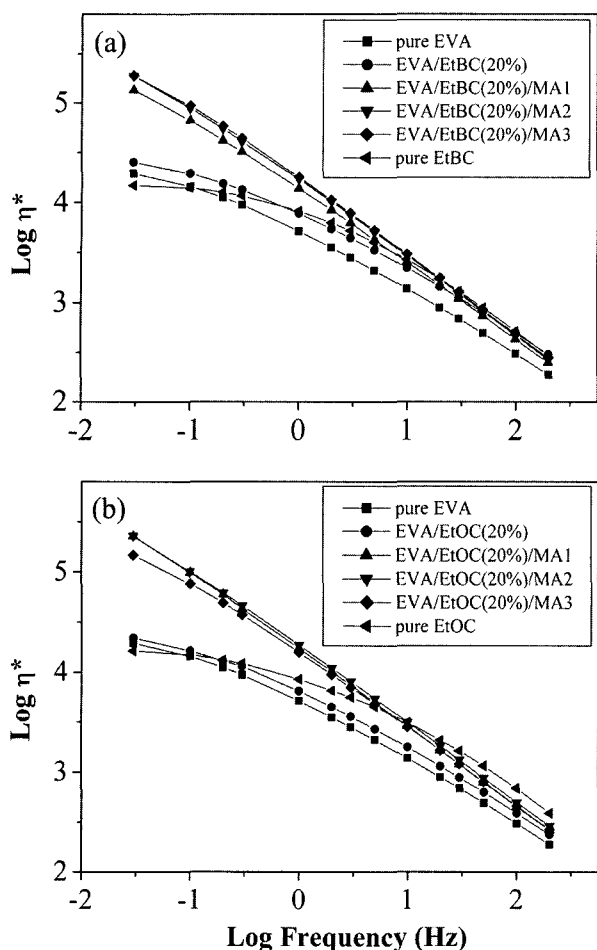 (a)
pure EVA
EVA/EtBC(20%)
EVA/EtBC(20%)/MA1
EVA/EtBC(20%)/MA2
EVA/EtBC(20%)/MA3
pure EtBC
5
4
3
2
Log η*
-2
-1
0
1
2
(b)
pure EVA
EVA/EtOC(20%)
EVA/EtOC(20%)/MA1
EVA/EtOC(20%)/MA2
EVA/EtOC(20%)/MA3
pure EtOC
5
4
3
2
Log η*
-2
-1
0
1
2
Log Frequency (Hz)